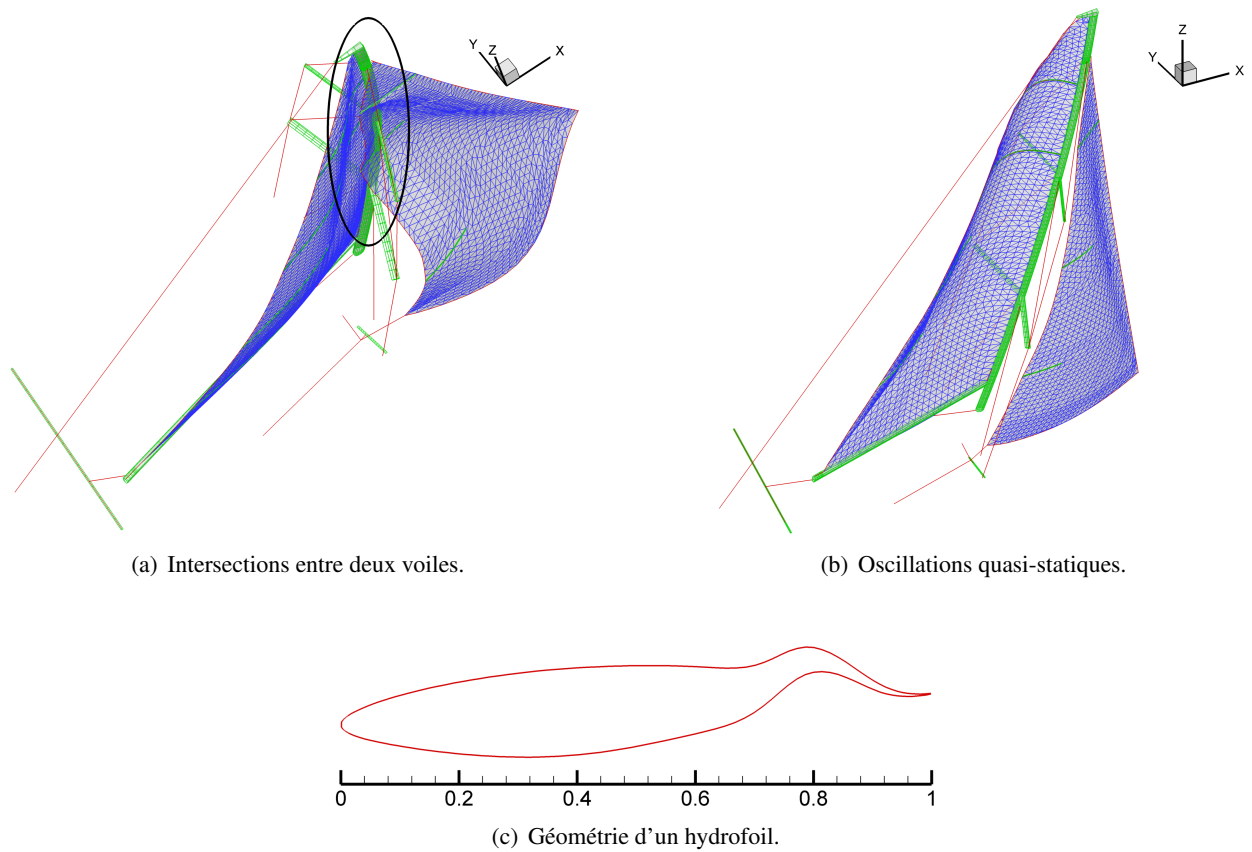 Y
Z
X
Z
Y
X
(a) Intersections entre deux voiles.
(b) Oscillations quasi-statiques.
0 0.2 0.4 0.6 0.8 1
(c) Géométrie d'un hydrofoil.